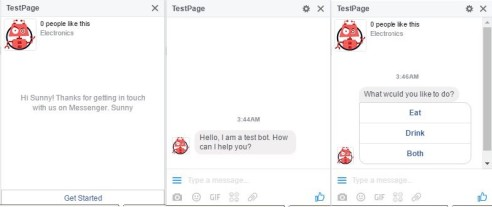 TestPage
0 people like this
Electronics
Hi Sunny! Thanks for getting in touch
with us on Messenger. Sunny
Get Started
TestPage
3:44AM
Hello, I am a test bot. How
can I help you?
Type a message...
GIF
TestPage
0 people like this
Electronics
3:46AM
What would you like to do?
Eat
Drink
Both
Type a message...
GIF